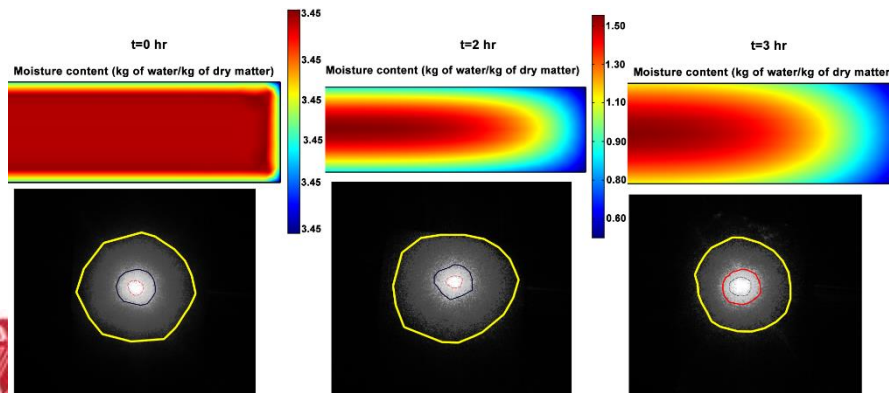 t=0 hr
Moisture content (kg of water/kg of dry matter)
3.45
3.45
3.45
3.45
3.45
3.45
3.45
t=2 hr
Moisture content (kg of water/kg of dry matter)
1.50
1.30
1.10
0.90
0.80
0.60
t=3 hr
Moisture content (kg of water/kg of dry matter)